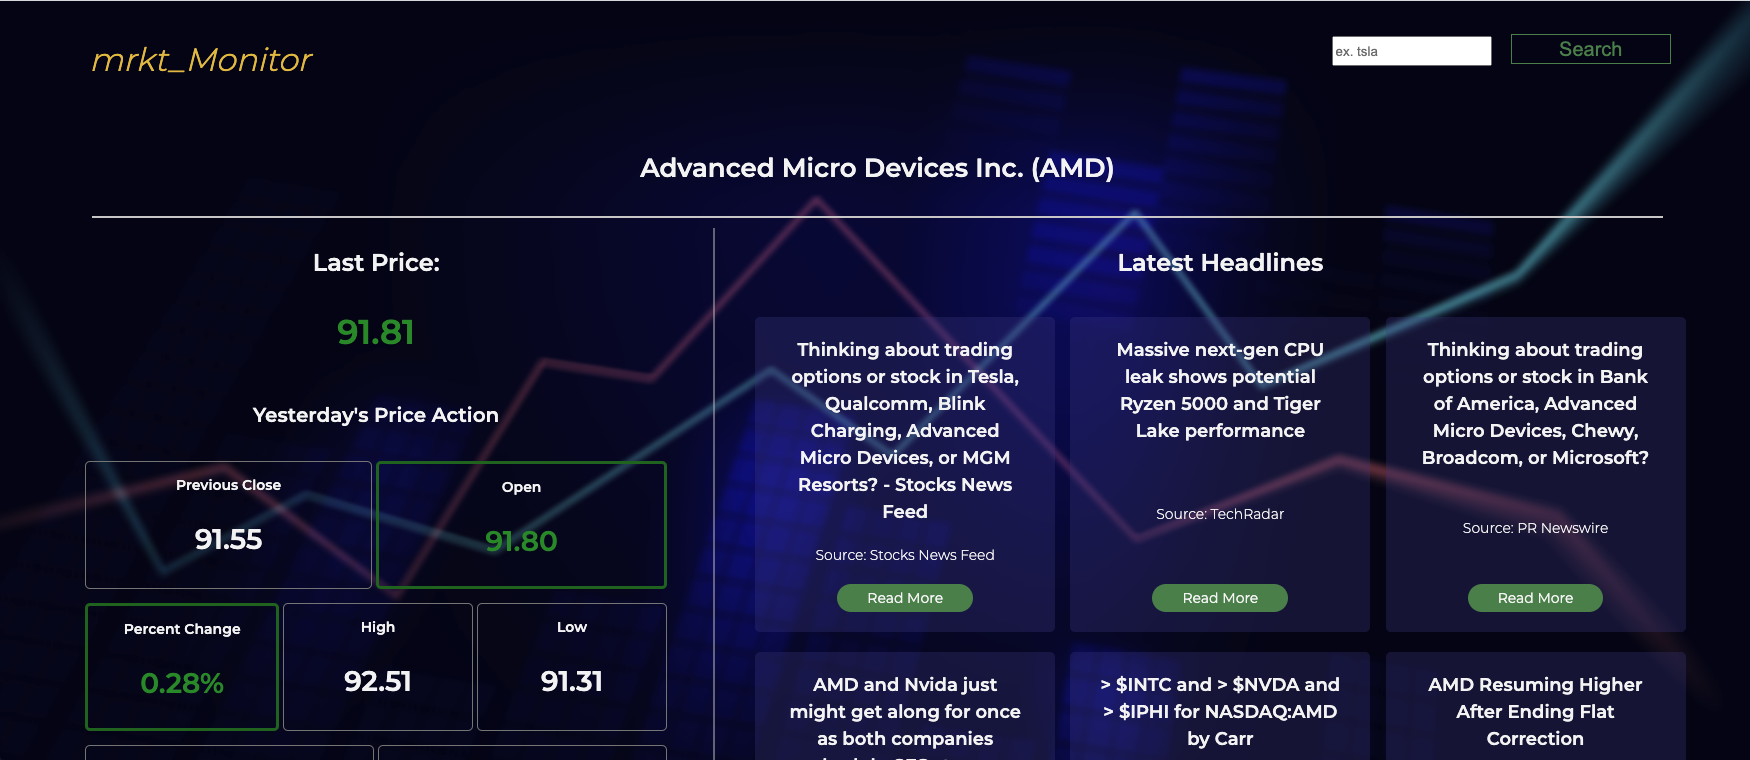 mrkt_Monitor
ex. tsla
Search
Advanced Micro Devices Inc. (AMD)
Last Price:
91.81
Yesterday's Price Action
Previous Close
91.55
Open
91.80
Percent Change
0.28%
High
92.51
Low
91.31
Latest Headlines
Thinking about trading
options or stock in Tesla,
Qualcomm, Blink
Charging, Advanced
Micro Devices, or MGM
Resorts? - Stocks News
Feed
Source: Stocks News Feed
Read More
Massive next-gen CPU
leak shows potential
Ryzen 5000 and Tiger
Lake performance
Source: TechRadar
Read More
Thinking about trading
options or stock in Bank
of America, Advanced
Micro Devices, Chewy,
Broadcom, or Microsoft?
Source: PR Newswire
Read More
AMD and Nvida just
might get along for once
as both companies
> $INTC and > $NVDA and
> $IPHI for NASDAQ:AMD
by Carr
AMD Resuming Higher
After Ending Flat
Correction